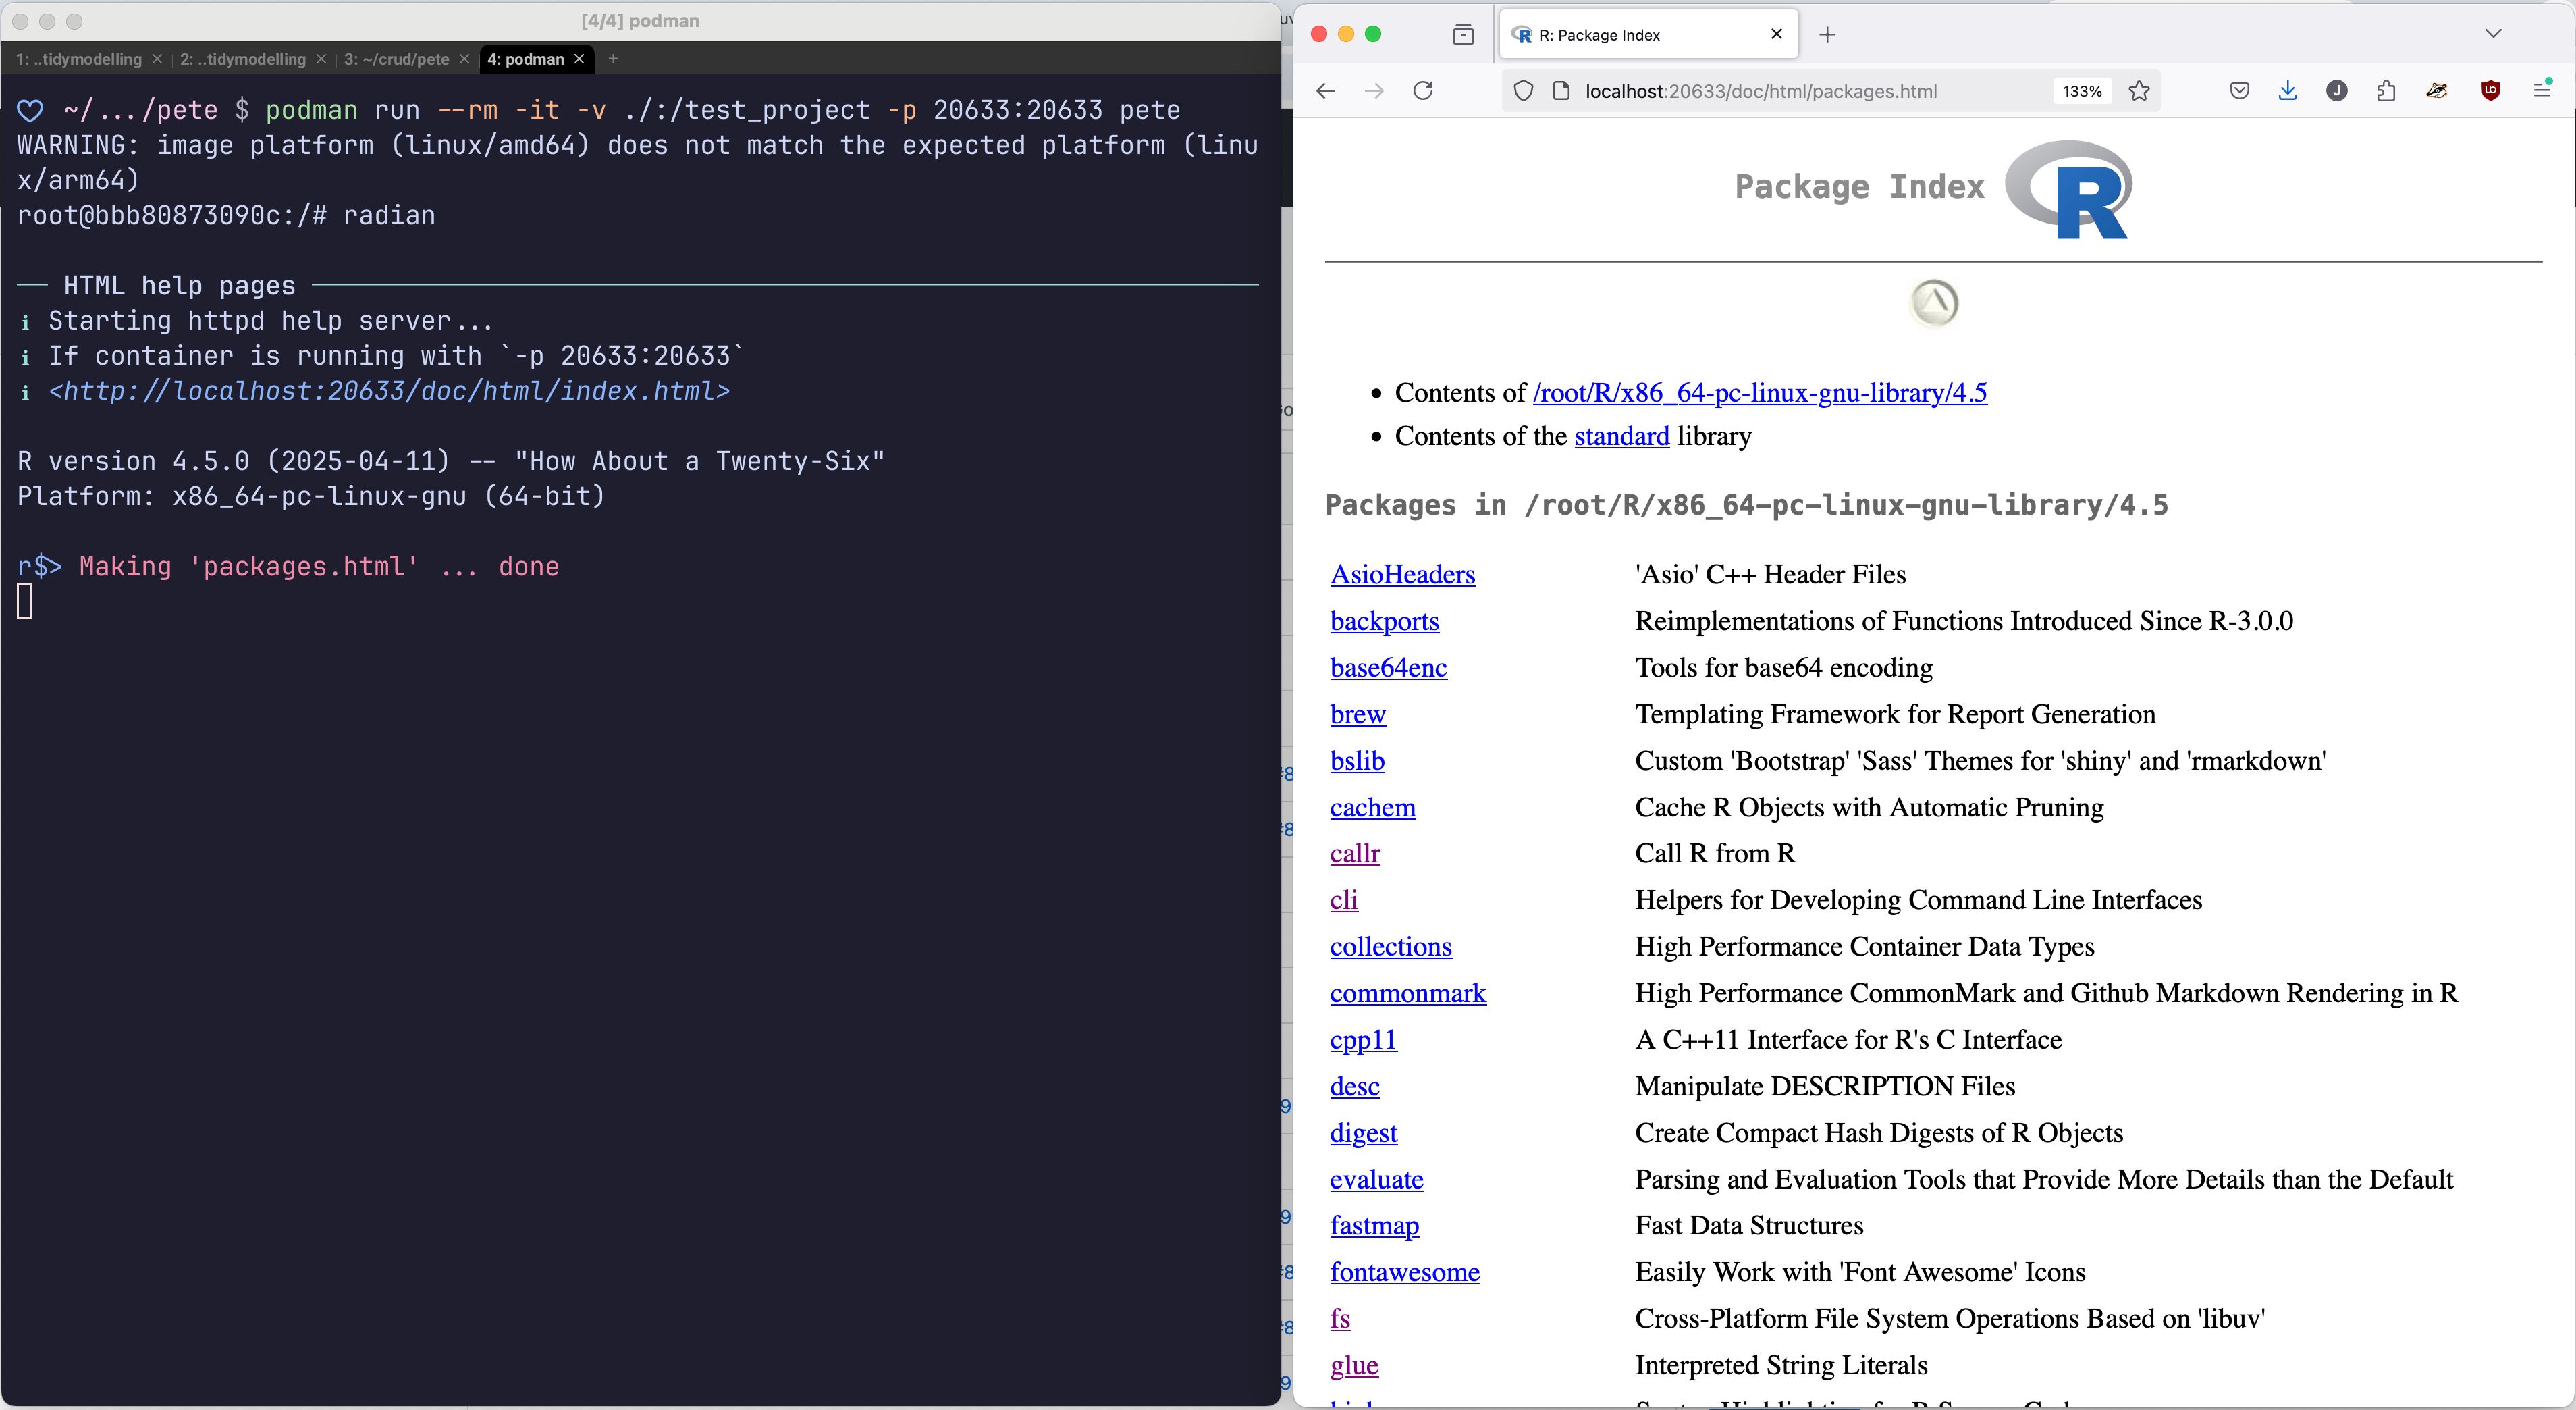 [4/4] podman
1: ..tidymodelling × 2: ..tidymodelling × 3: ~/crud/pete × 4: podman × +
~/.../pete $ podman run --rm -it -v ./:/test_project -p 20633:20633 pete
WARNING: image platform (linux/amd64) does not match the expected platform (linu
x/arm64)
root@bbb80873090c:/# radian
HTML help pages
i Starting httpd help server...
i If container is running with `-p 20633:20633`
i <http://localhost:20633/doc/html/index.html>
R version 4.5.0 (2025-04-11) -- "How About a Twenty-Six"
Platform: x86_64-pc-linux-gnu (64-bit)
r$> Making 'packages.html' ... done
R: Package Index
localhost:20633/doc/html/packages.html 133%
Package Index R
• Contents of /root/R/x86_64-pc-linux-gnu-library/4.5
• Contents of the standard library
Packages in /root/R/x86_64-pc-linux-gnu-library/4.5
AsioHeaders 'Asio' C++ Header Files
backports Reimplementations of Functions Introduced Since R-3.0.0
base64enc Tools for base64 encoding
brew Templating Framework for Report Generation
bslib Custom 'Bootstrap' 'Sass' Themes for 'shiny' and 'rmarkdown'
cachem Cache R Objects with Automatic Pruning
callr Call R from R
cli Helpers for Developing Command Line Interfaces
collections High Performance Container Data Types
commonmark High Performance CommonMark and Github Markdown Rendering in R
cpp11 A C++11 Interface for R's C Interface
desc Manipulate DESCRIPTION Files
digest Create Compact Hash Digests of R Objects
evaluate Parsing and Evaluation Tools that Provide More Details than the Default
fastmap Fast Data Structures
fontawesome Easily Work with 'Font Awesome' Icons
fs Cross-Platform File System Operations Based on 'libuv'
glue Interpreted String Literals